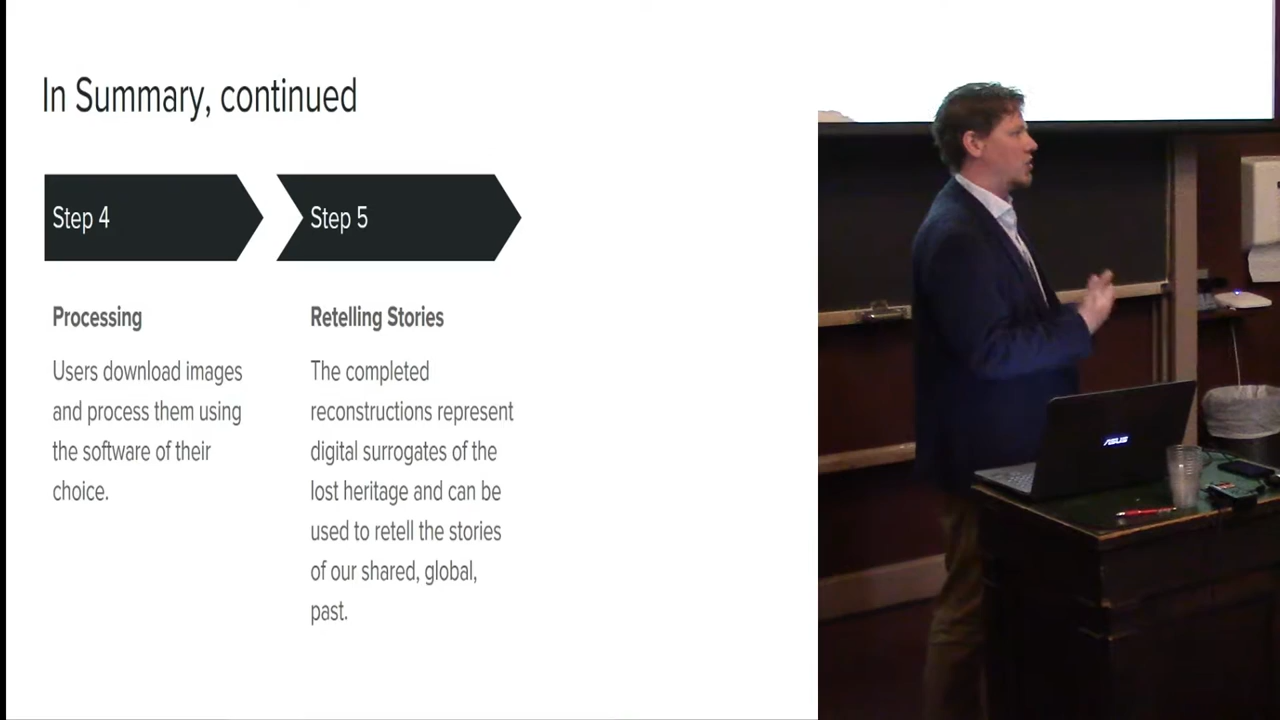 In Summary, continued
Step 4
Step 5
Processing
Users download images
and process them using
the software of their
choice.
Retelling Stories
The completed
reconstructions represent
digital surrogates of the
lost heritage and can be
used to retell the stories
of our shared, global,
past.
ASUS